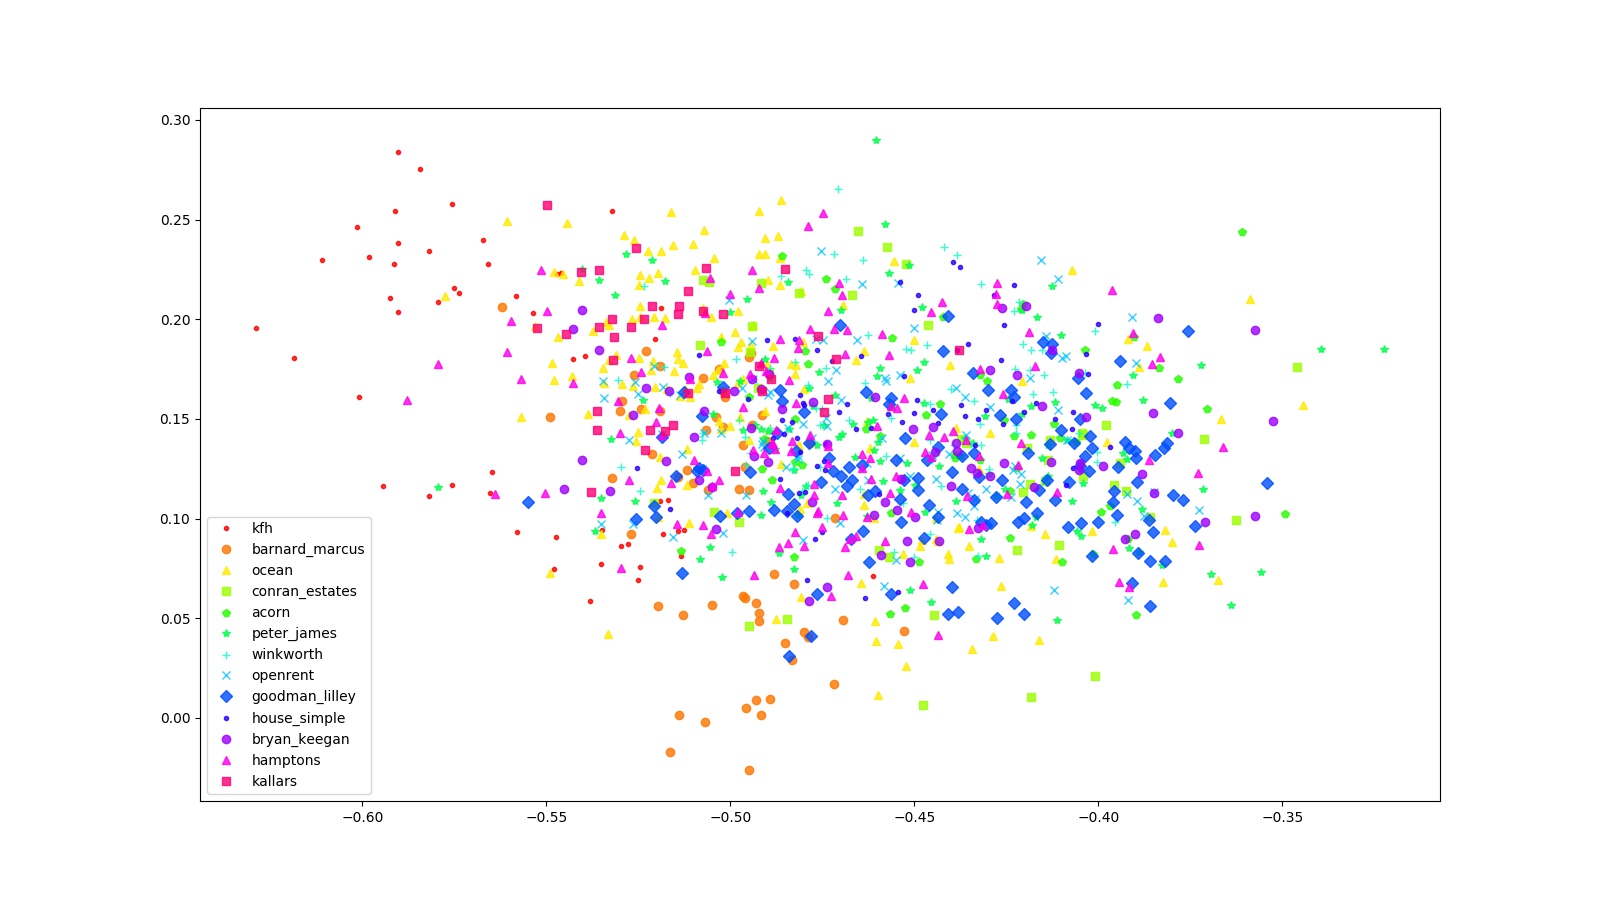 0.30
0.25
0.20
0.15
0.10
0.05
0.00
kfh
barnard_marcus
ocean
conran_estates
acorn
peter_james
winkworth
openrent
goodman_lilley
house_simple
bryan_keegan
hamptons
kallars
−0.60 −0.55 −0.50 −0.45 −0.40 −0.35